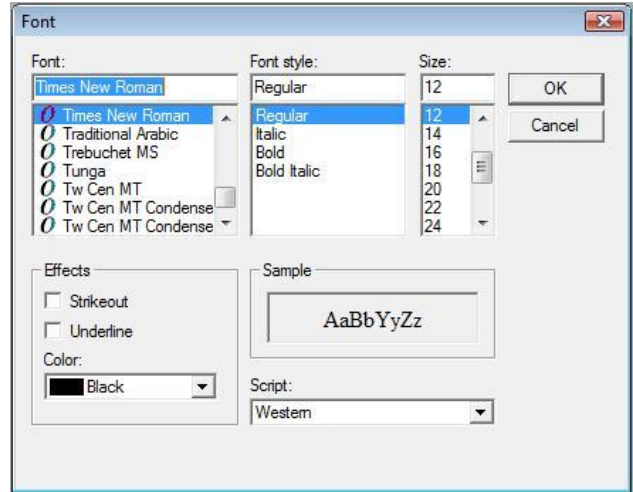 Font
Font:
Times New Roman
Times New Roman
Traditional Arabic
Trebuchet MS
Tunga
Tw Cen MT
Tw Cen MT Condense
Tw Cen MT Condense
Font style:
Regular
Regular
Italic
Bold
Bold Italic
Size:
12
12
14
16
18
20
22
24
OK
Cancel
Effects
Strikeout
Underline
Color:
Black
Sample
AaBbYyZz
Script:
Western